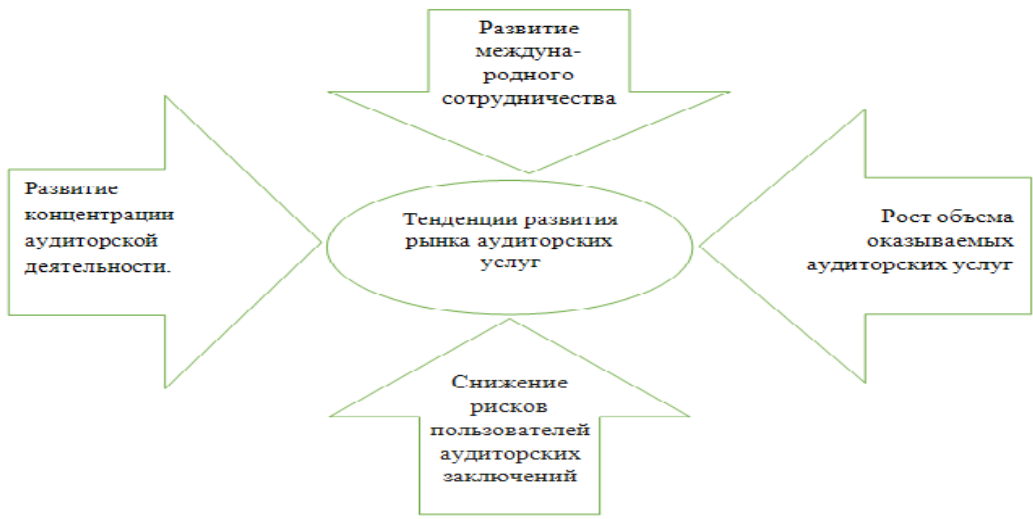 Развитие
междуна-
родного
сотрудничества
Развитие
концентрации
аудиторской
деятельности.
Тенденции развития
рынка аудиторских
услуг
Рост объема
оказываемых
аудиторских услуг
Снижение
рисков
пользователей
аудиторских
заключений